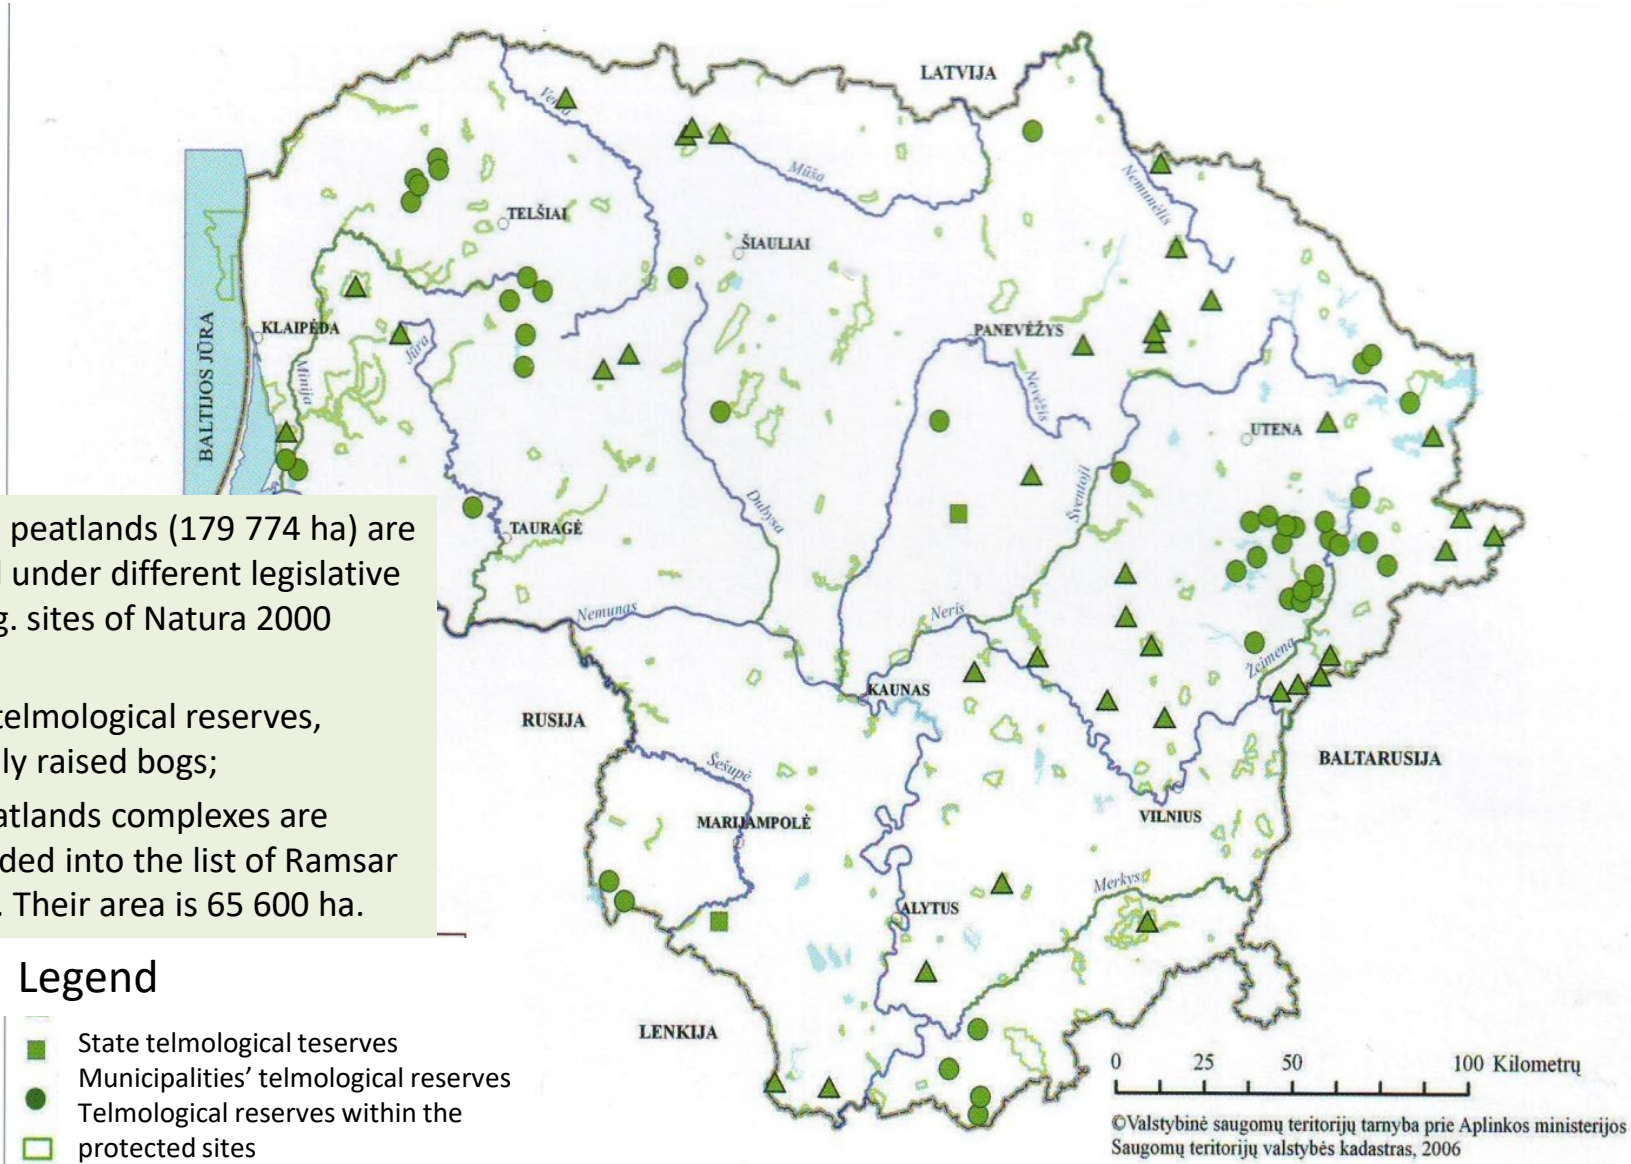 LATVIJA
Venta
Mūša
Nemunėlis
TELŠIAI
ŠIAULIAI
BALTIJOS JŪRA
KLAIPĖDA
Minija
Jūra
PANEVĖŽYS
Nevėžis
UTENA
Dubysa
Šventoji
TAURAGĖ
peatlands (179 774 ha) are
under different legislative
g. sites of Natura 2000
telmological reserves,
ly raised bogs;
atlands complexes are
ded into the list of Ramsar
. Their area is 65 600 ha.
Nemunas
Neris
Žeimena
KAUNAS
RUSIJA
Šešupė
BALTARUSIJA
MARIJAMPOLĖ
VILNIUS
Merkys
ALYTUS
LENKIJA
Legend
State telmological teserves
Municipalities’ telmological reserves
Telmological reserves within the
protected sites
0 25 50 100 Kilometrų
©Valstybinė saugomų teritorijų tarnyba prie Aplinkos ministerijos
Saugomų teritorijų valstybės kadastras, 2006